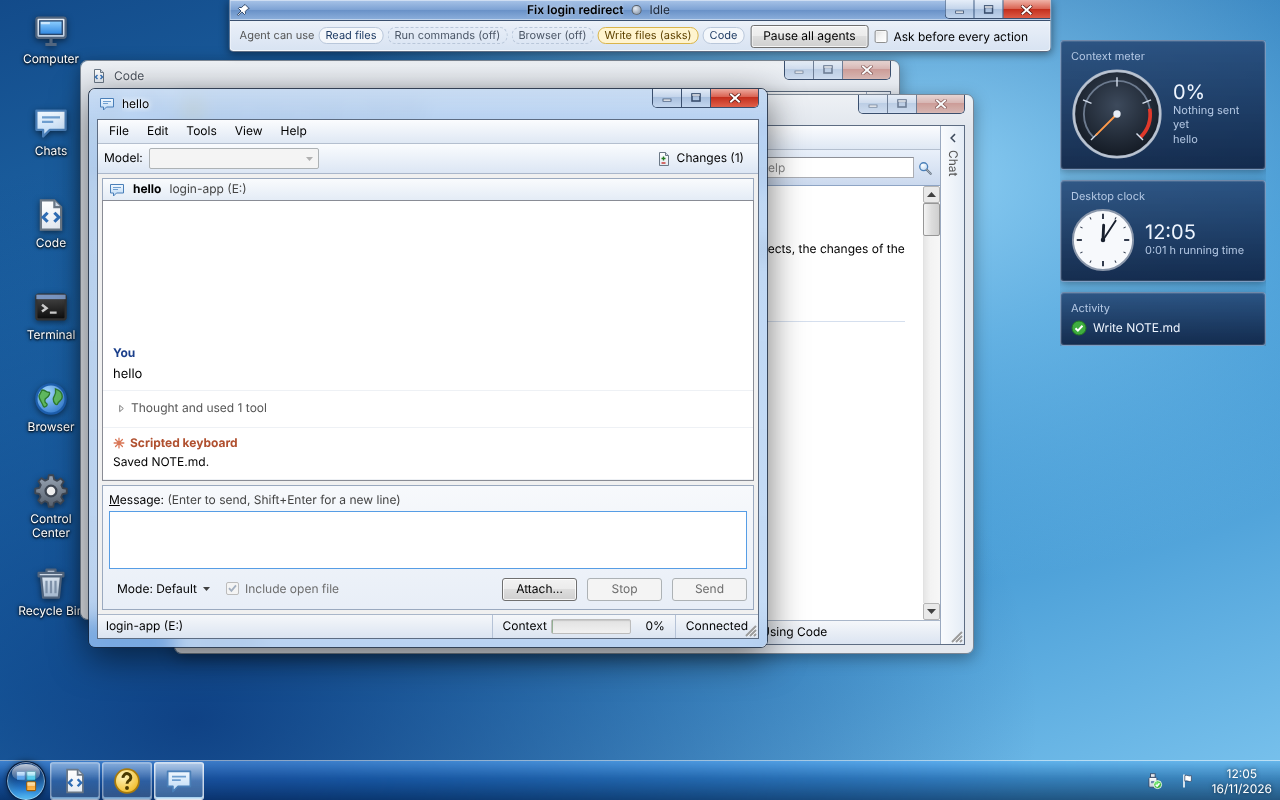 Fix login redirect Idle
Agent can use Read files Run commands (off) Browser (off) Write files (asks) Code Pause all agents Ask before every action
Computer
Chats
Code
Terminal
Browser
Control
Center
Recycle Bin
Code
hello
File Edit Tools View Help
Model: Changes (1)
hello login-app (E:)
You
hello
Thought and used 1 tool
Scripted keyboard
Saved NOTE.md.
Message: (Enter to send, Shift+Enter for a new line)
Mode: Default Include open file Attach... Stop Send
login-app (E:) Context 0% Connected
Chat
ects, the changes of the
Using Code
Context meter
0%
Nothing sent
yet
hello
Desktop clock
12:05
0:01 h running time
Activity
Write NOTE.md
12:05
16/11/2026